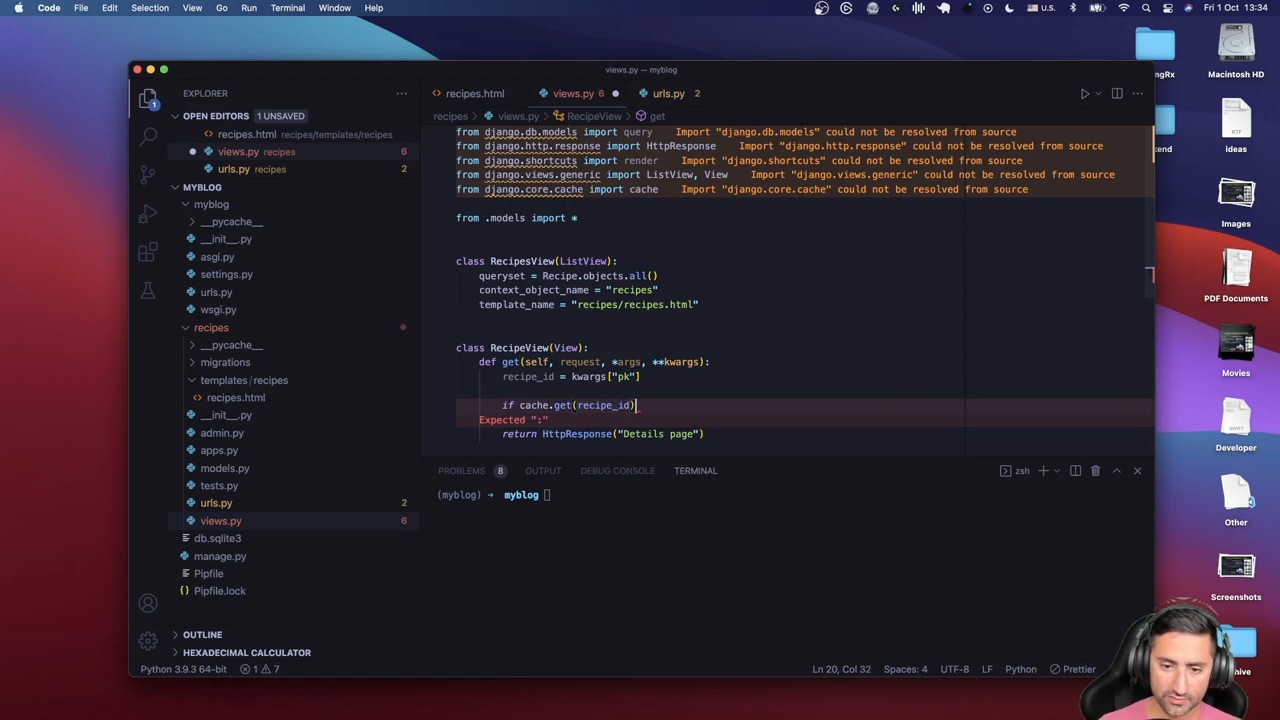 Code File Edit Selection View Go Run Terminal Window Help
U.S.
Fri 1 Oct 13:34
views.py — myblog
EXPLORER
OPEN EDITORS 1 UNSAVED
recipes.html recipes/templates/recipes
views.py recipes 6
urls.py recipes 2
MYBLOG
myblog
__pycache__
__init__.py
asgi.py
settings.py
urls.py
wsgi.py
recipes
__pycache__
migrations
templates / recipes
recipes.html
__init__.py
admin.py
apps.py
models.py
tests.py
urls.py 2
views.py 6
db.sqlite3
manage.py
Pipfile
Pipfile.lock
OUTLINE
HEXADECIMAL CALCULATOR
1
recipes.html views.py 6 urls.py 2
recipes > views.py > RecipeView > get
from django.db.models import query Import "django.db.models" could not be resolved from source
from django.http.response import HttpResponse Import "django.http.response" could not be resolved from source
from django.shortcuts import render Import "django.shortcuts" could not be resolved from source
from django.views.generic import ListView, View Import "django.views.generic" could not be resolved from source
from django.core.cache import cache Import "django.core.cache" could not be resolved from source
from .models import *
class RecipesView(ListView):
queryset = Recipe.objects.all()
context_object_name = "recipes"
template_name = "recipes/recipes.html"
class RecipeView(View):
def get(self, request, *args, **kwargs):
recipe_id = kwargs["pk"]
if cache.get(recipe_id)
Expected ":"
return HttpResponse("Details page")
PROBLEMS 8 OUTPUT DEBUG CONSOLE TERMINAL
zsh
(myblog) → myblog
Python 3.9.3 64-bit 1 7
Ln 20, Col 32 Spaces: 4 UTF-8 LF Python Prettier
ngRx
Macintosh HD
RTF
ideas
Images
PDF Documents
Movies
SWIFT
Developer
Other
Screenshots
hive